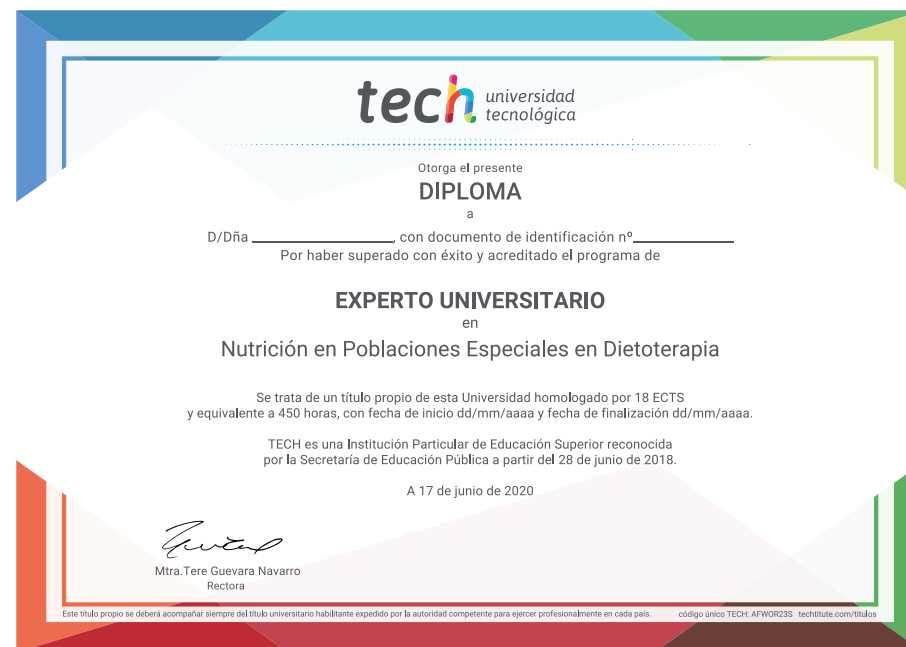 tech universidad
tecnológica
Otorga el presente
DIPLOMA
a
D/Dña ____________________, con documento de identificación nº______________
Por haber superado con éxito y acreditado el programa de
EXPERTO UNIVERSITARIO
en
Nutrición en Poblaciones Especiales en Dietoterapia
Se trata de un título propio de esta Universidad homologado por 18 ECTS
y equivalente a 450 horas, con fecha de inicio dd/mm/aaaa y fecha de finalización dd/mm/aaaa.
TECH es una Institución Particular de Educación Superior reconocida
por la Secretaría de Educación Pública a partir del 28 de junio de 2018.
A 17 de junio de 2020
Mtra.Tere Guevara Navarro
Rectora
Este título propio se deberá acompañar siempre del título universitario habilitante expedido por la autoridad competente para ejercer profesionalmente en cada país. código único TECH: AFWOR23S techtitute.com/titulos